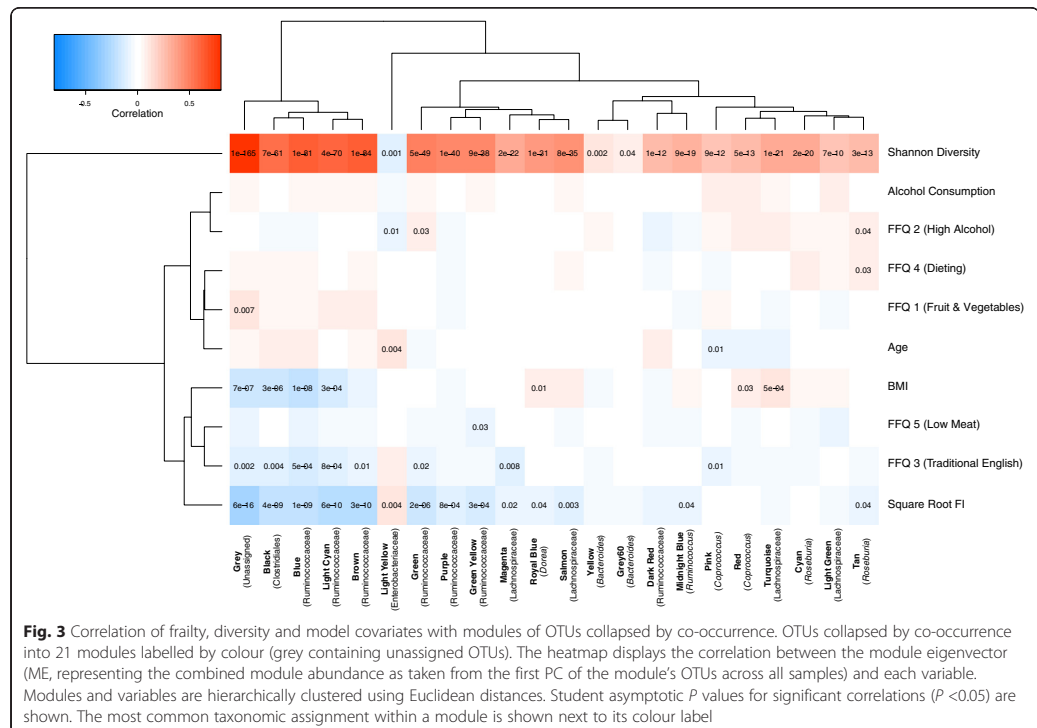 -0.5
0
0.5
Correlation
1e-165 7e-61 1e-81 4e-70 1e-84 0.001 5e-49 1e-40 9e-28 2e-22 1e-31 8e-35 0.002 0.04 1e-12 9e-19 9e-12 5e-13 1e-21 2e-20 7e-10 3e-13 Shannon Diversity
Alcohol Consumption
0.01 0.03 0.04 FFQ 2 (High Alcohol)
0.03 FFQ 4 (Dieting)
0.007 FFQ 1 (Fruit & Vegetables)
0.004 0.01 Age
7e-07 3e-06 1e-08 3e-04 0.01 0.03 5e-04 BMI
0.03 FFQ 5 (Low Meat)
0.002 0.004 5e-04 8e-04 0.01 0.02 0.008 0.01 FFQ 3 (Traditional English)
6e-16 4e-09 1e-09 6e-10 3e-10 0.004 2e-06 8e-04 3e-04 0.02 0.04 0.003 0.04 0.04 Square Root FI
Grey
(Unassigned)
Black
(Clostridiales)
Blue
(Ruminococcaceae)
Light Cyan
(Ruminococcaceae)
Brown
(Ruminococcaceae)
Light Yellow
(Enterobacteriaceae)
Green
(Ruminococcaceae)
Purple
(Ruminococcaceae)
Green Yellow
(Ruminococcaceae)
Magenta
(Lachnospiraceae)
Royal Blue
(Dorea)
Salmon
(Lachnospiraceae)
Yellow
(Bacteroides)
Grey60
(Bacteroides)
Dark Red
(Ruminococcaceae)
Midnight Blue
(Ruminococcus)
Pink
(Coprococcus)
Red
(Coprococcus)
Turquoise
(Lachnospiraceae)
Cyan
(Roseburia)
Light Green
(Lachnospiraceae)
Tan
(Roseburia)
Fig. 3 Correlation of frailty, diversity and model covariates with modules of OTUs collapsed by co-occurrence. OTUs collapsed by co-occurrence
into 21 modules labelled by colour (grey containing unassigned OTUs). The heatmap displays the correlation between the module eigenvector
(ME, representing the combined module abundance as taken from the first PC of the module's OTUs across all samples) and each variable.
Modules and variables are hierarchically clustered using Euclidean distances. Student asymptotic P values for significant correlations (P <0.05) are
shown. The most common taxonomic assignment within a module is shown next to its colour label